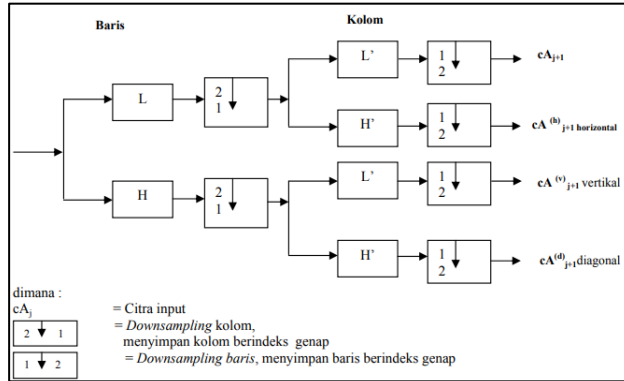 Baris
Kolom
L
2
1
L'
1
2
cA j+1
H'
1
2
cA (h) j+1 horizontal
H
2
1
L'
1
2
cA (v) j+1 vertikal
H'
1
2
cA(d) j+1 diagonal
dimana :
cAj = Citra input
2 1 = Downsampling kolom,
menyimpan kolom berindeks genap
1 2 = Downsampling baris, menyimpan baris berindeks genap